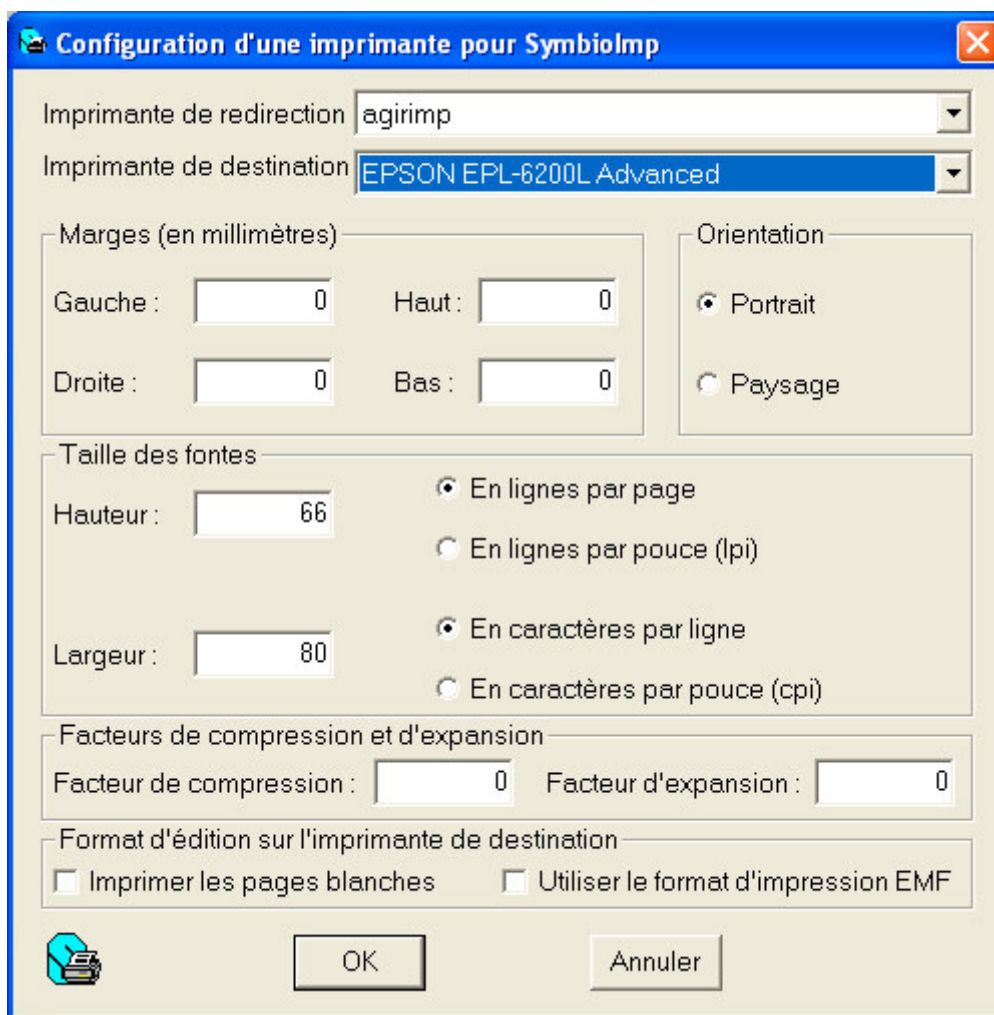 Configuration d'une imprimante pour SymbioImp
Imprimante de redirection agirimp
Imprimante de destination EPSON EPL-6200L Advanced
Marges (en millimètres)
Gauche : 0 Haut : 0
Droite : 0 Bas : 0
Orientation
Portrait
Paysage
Taille des fontes
Hauteur : 66
En lignes par page
En lignes par pouce (lpi)
Largeur : 80
En caractères par ligne
En caractères par pouce (cpi)
Facteurs de compression et d'expansion
Facteur de compression : 0 Facteur d'expansion : 0
Format d'édition sur l'imprimante de destination
Imprimer les pages blanches Utiliser le format d'impression EMF
OK Annuler